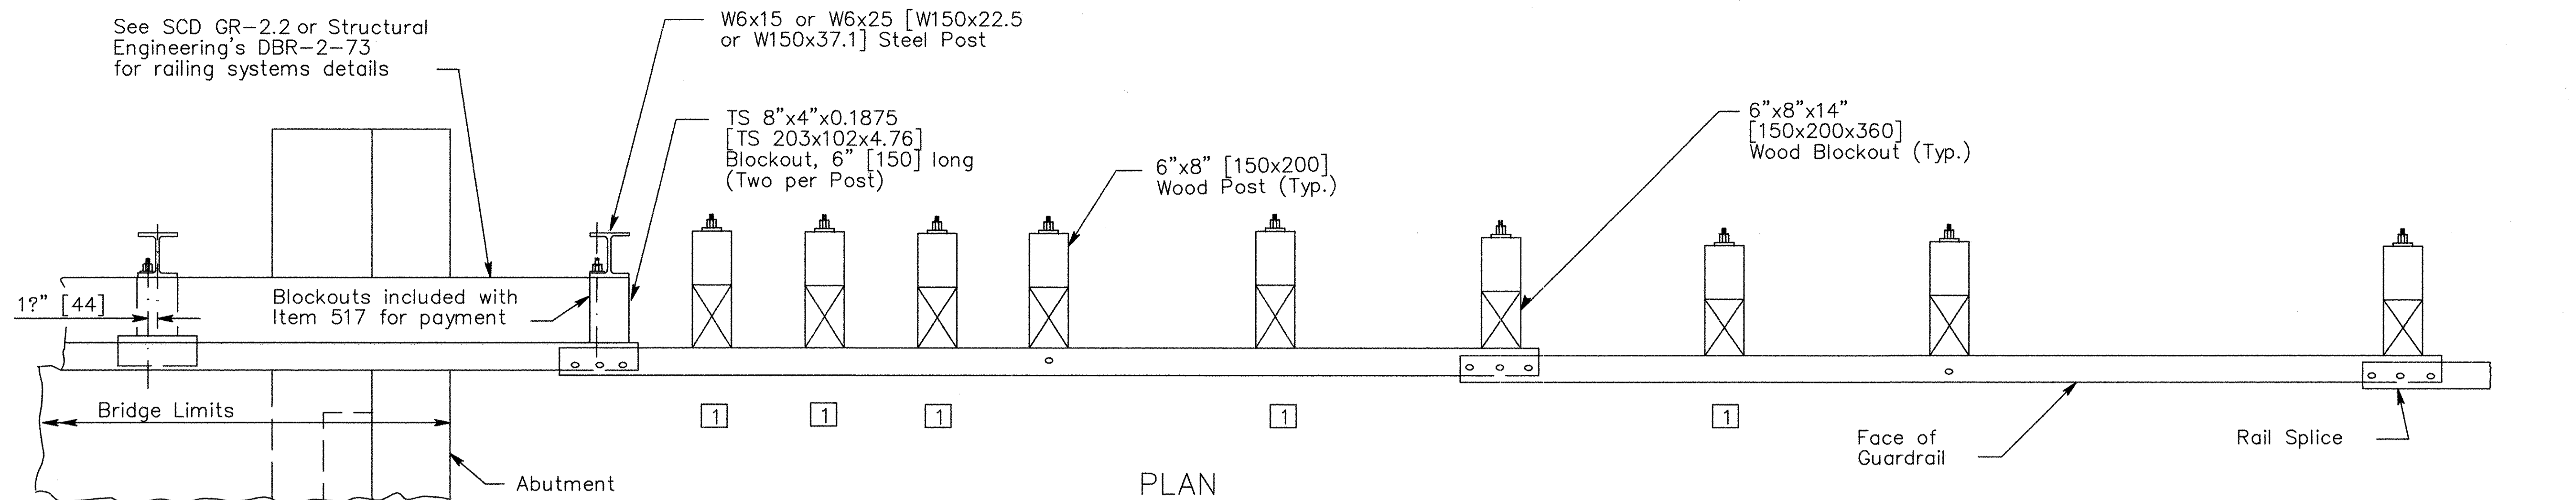 See SCD GR-2.2 or Structural
Engineering's DBR-2-73
for railing systems details
W6x15 or W6x25 [W150x22.5
or W150x37.1] Steel Post
TS 8"x4"x0.1875
[TS 203x102x4.76]
Blockout, 6" [150] long
(Two per Post)
6"x8" [150x200]
Wood Post (Typ.)
6"x8"x14"
[150x200x360]
Wood Blockout (Typ.)
1?" [44]
Blockouts included with
Item 517 for payment
Bridge Limits
1
1
1
1
1
Face of
Guardrail
Rail Splice
Abutment
PLAN